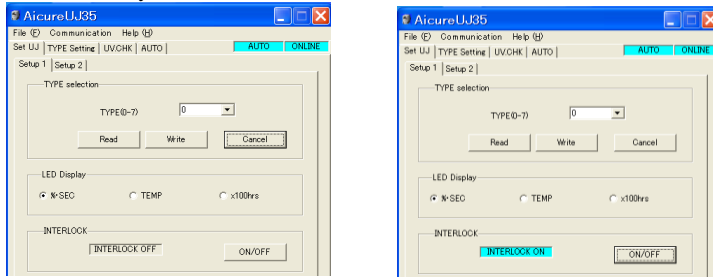 AicureUJ35
File (F) Communication Help (H)
Set UJ TYPE Setting UV.CHK AUTO AUTO ONLINE
Setup 1 Setup 2
TYPE selection
TYPE(0-7) 0
Read Write Cancel
LED Display
%·SEC TEMP x100hrs
INTERLOCK
INTERLOCK OFF ON/OFF
AicureUJ35
File (F) Communication Help (H)
Set UJ TYPE Setting UV.CHK AUTO AUTO ONLINE
Setup 1 Setup 2
TYPE selection
TYPE(0-7) 0
Read Write Cancel
LED Display
%·SEC TEMP x100hrs
INTERLOCK
INTERLOCK ON ON/OFF